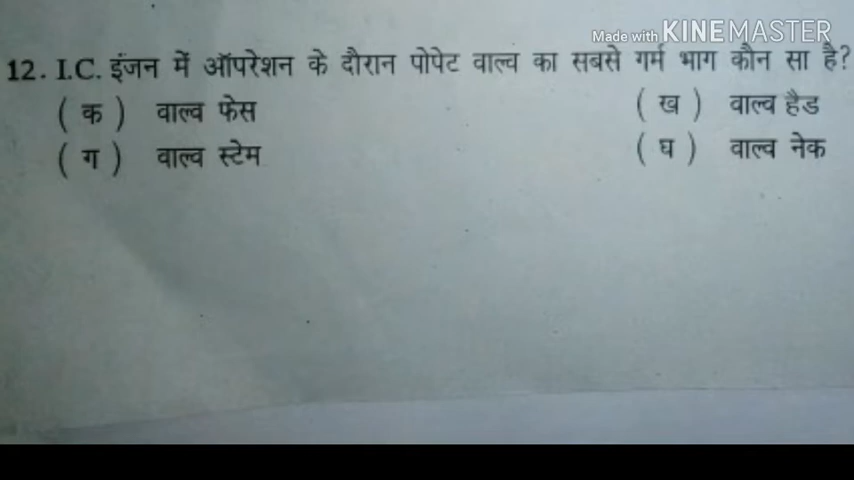 Made with KINEMASTER
12. I.C. इंजन में ऑपरेशन के दौरान पोपेट वाल्व का सबसे गर्म भाग कौन सा है?
( क ) वाल्व फेस ( ख ) वाल्व हैड
( ग ) वाल्व स्टेम ( घ ) वाल्व नेक